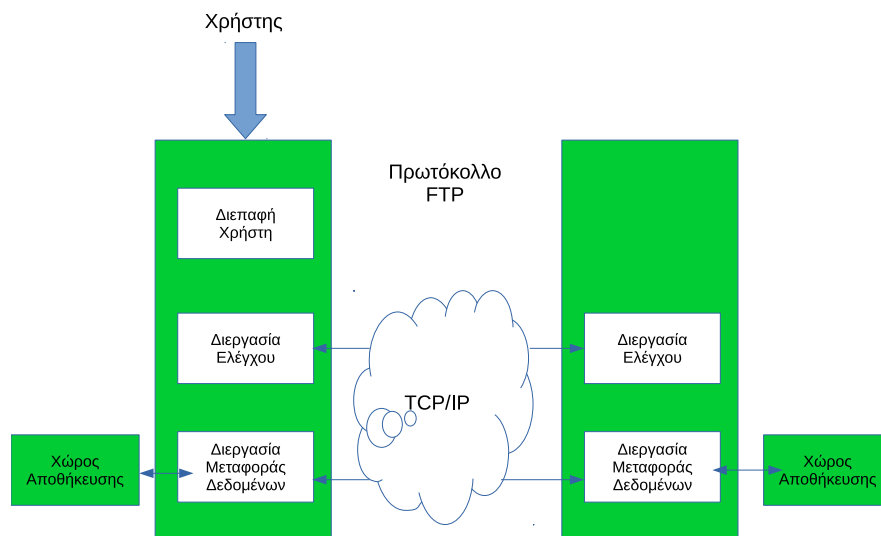 Χρήστης
Πρωτόκολλο
FTP
Διεπαφή
Χρήστη
Διεργασία
Ελέγχου
Διεργασία
Ελέγχου
TCP/IP
Χώρος
Αποθήκευσης
Διεργασία
Μεταφοράς
Δεδομένων
Διεργασία
Μεταφοράς
Δεδομένων
Χώρος
Αποθήκευσης